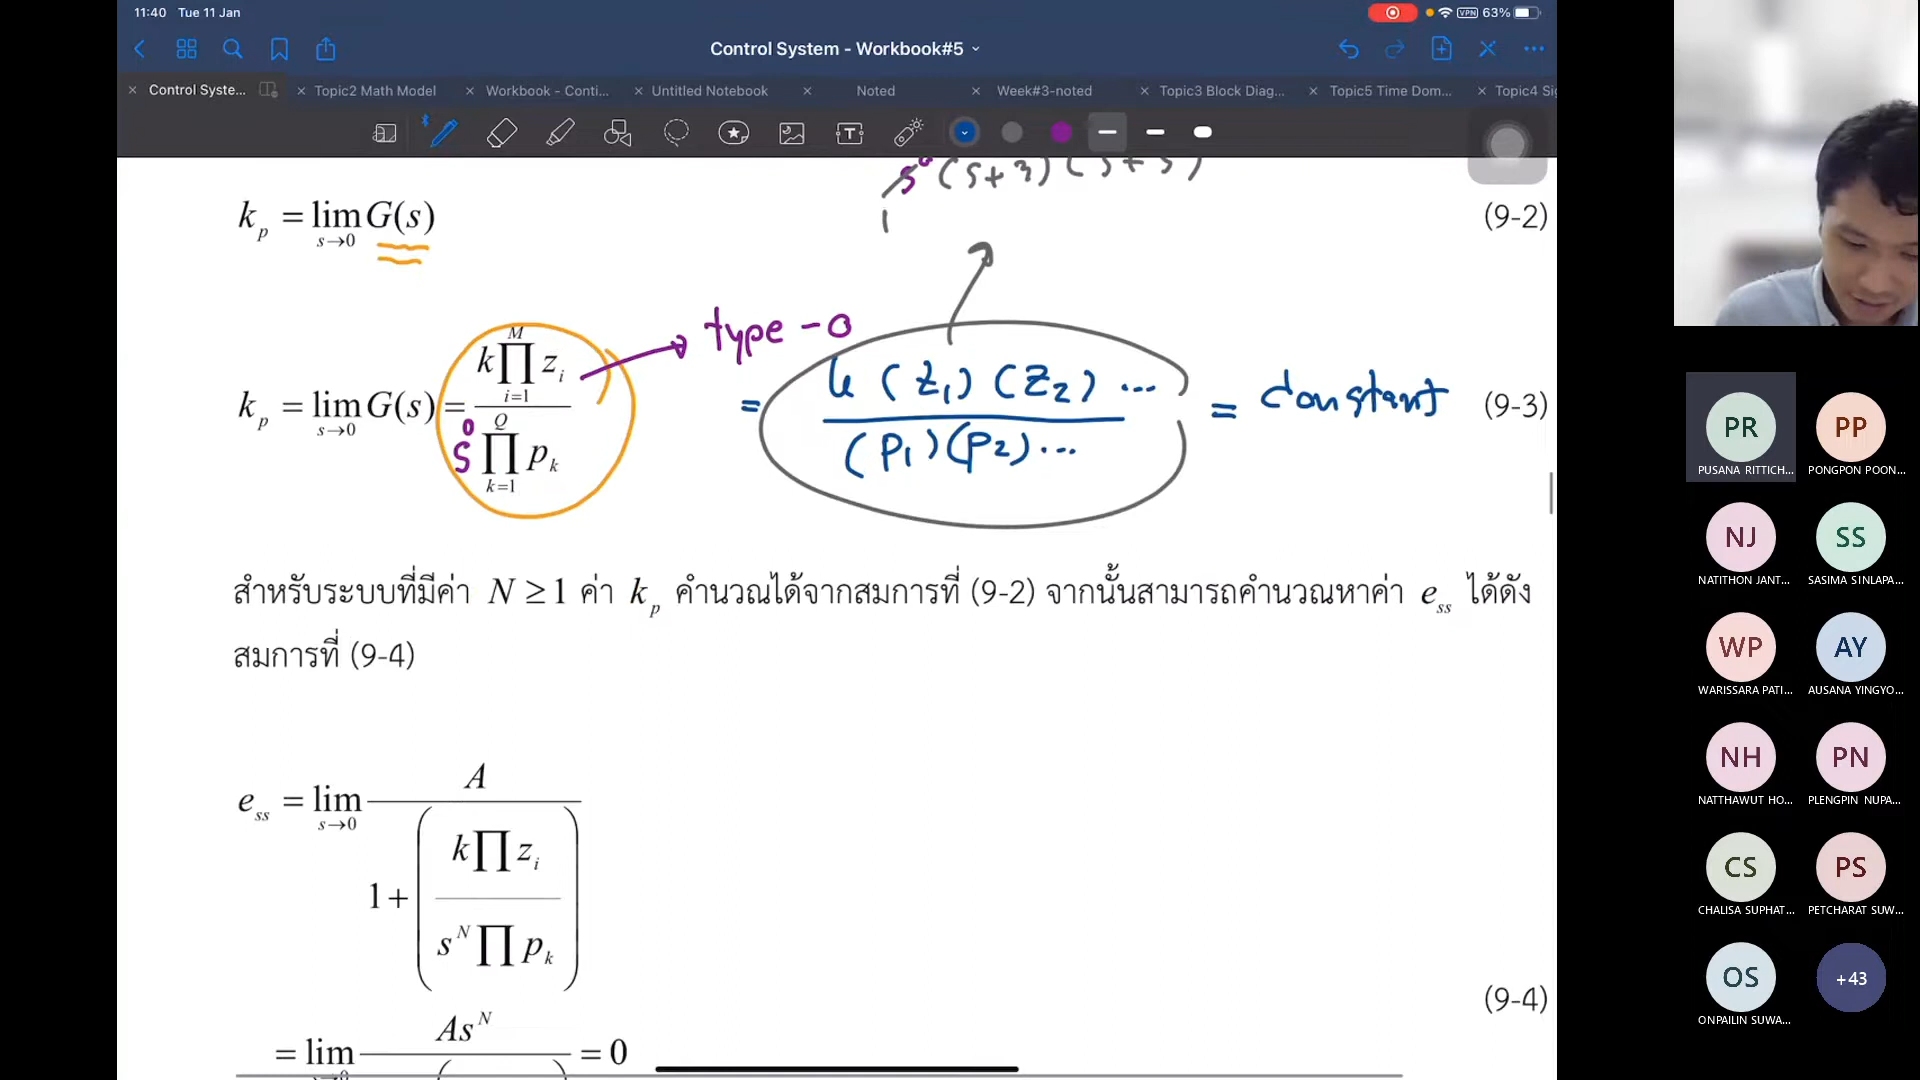 11:40 Tue 11 Jan
VPN 63%
Control System - Workbook#5
Control Syste...
Topic2 Math Model
Workbook - Conti...
Untitled Notebook
Noted
Week#3-noted
Topic3 Block Diag...
Topic5 Time Dom...
Topic4 Si
s⁰ (s+3) (s+5)
1
k_p = lim_{s→0} G(s)
(9-2)
type-0
k_p = lim_{s→0} G(s) = k∏_{i=1}^{M} z_i / s⁰ ∏_{k=1}^{Q} p_k
= k (z₁) (z₂) ... / (p₁)(p₂)... = constant
(9-3)
สำหรับระบบที่มีค่า N ≥ 1 ค่า k_p คำนวณได้จากสมการที่ (9-2) จากนั้นสามารถคำนวณหาค่า e_ss ได้ดัง
สมการที่ (9-4)
e_ss = lim_{s→0} A / 1 + ( k∏ z_i / s^N ∏ p_k )
(9-4)
= lim As^N = 0
PR
PUSANA RITTICH...
PP
PONGPON POON...
NJ
NATITHON JANT...
SS
SASIMA SINLAPA...
WP
WARISSARA PATI...
AY
AUSANA YINGYO...
NH
NATTHAWUT HO...
PN
PLENGPIN NUPA...
CS
CHALISA SUPHAT...
PS
PETCHARAT SUW...
OS
ONPAILIN SUWA...
+43